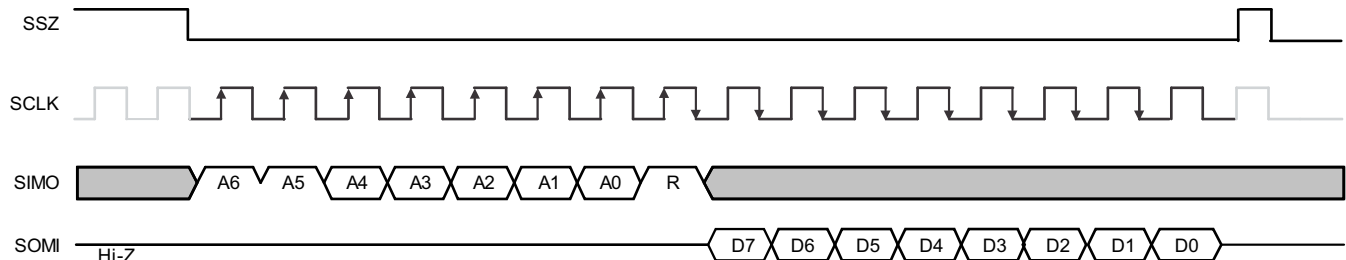 SSZ
SCLK
SIMO A6 A5 A4 A3 A2 A1 A0 R
SOMI Hi-Z D7 D6 D5 D4 D3 D2 D1 D0